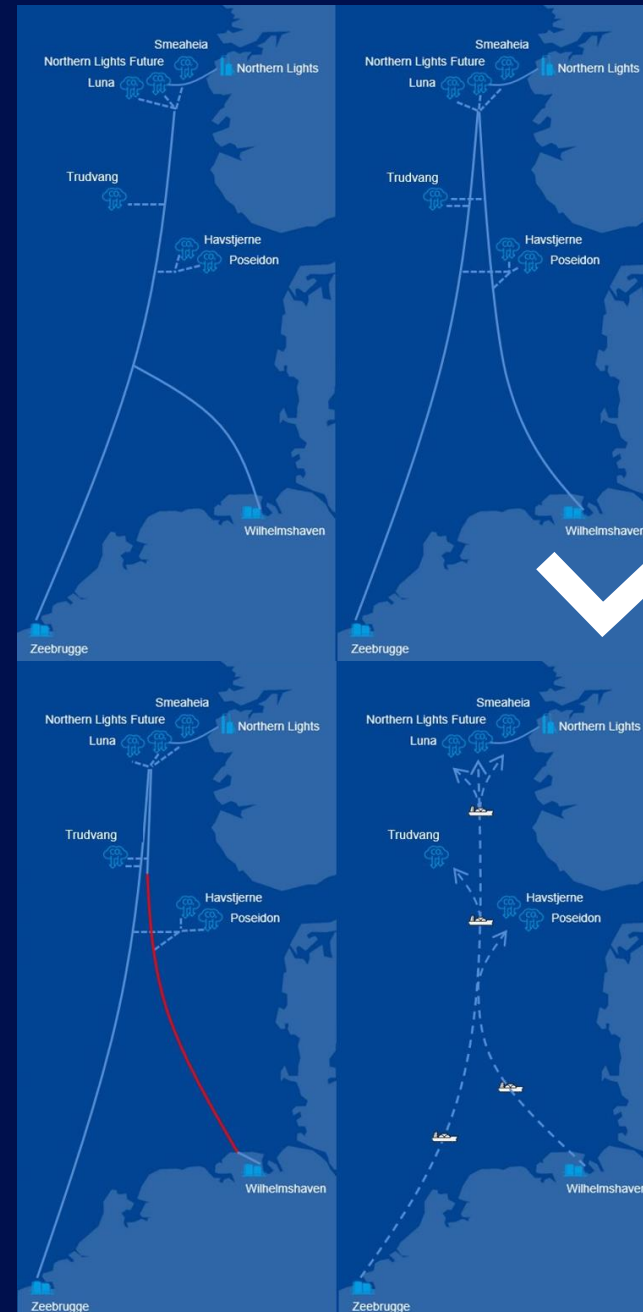 Smeaheia
Northern Lights Future
Northern Lights
Luna
Trudvang
Havstjerne
Poseidon
Wilhelmshaven
Zeebrugge
Smeaheia
Northern Lights Future
Northern Lights
Luna
Trudvang
Havstjerne
Poseidon
Wilhelmshaven
Zeebrugge
Smeaheia
Northern Lights Future
Northern Lights
Luna
Trudvang
Havstjerne
Poseidon
Wilhelmshaven
Zeebrugge
Smeaheia
Northern Lights Future
Northern Lights
Luna
Trudvang
Havstjerne
Poseidon
Wilhelmshaven
Zeebrugge